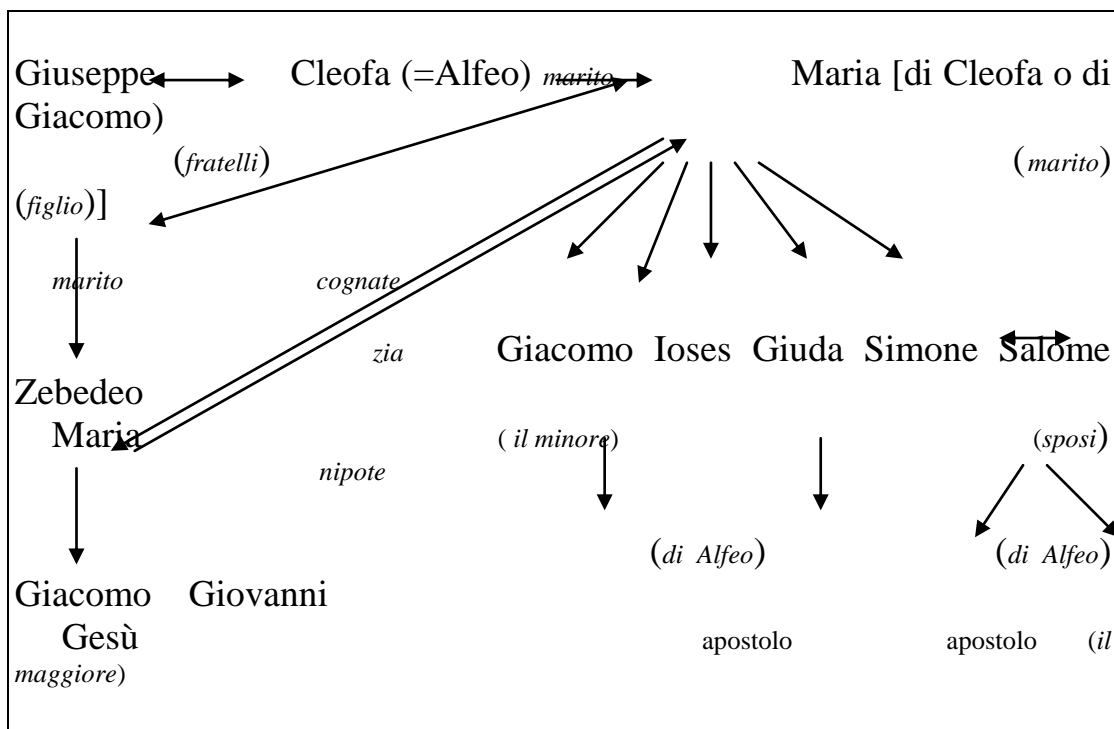 Giuseppe Cleofa (=Alfeo) marito Maria [di Cleofa o di
Giacomo)
(fratelli) (marito)
(figlio)]
marito cognate
zia Giacomo Ioses Giuda Simone Salome
Zebedeo
Maria ( il minore) (sposi)
nipote
(di Alfeo) (di Alfeo)
Giacomo Giovanni
Gesù apostolo apostolo (il
maggiore)